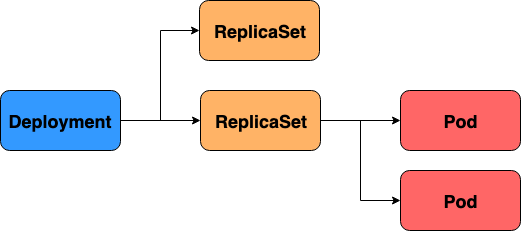 ReplicaSet
Deployment
ReplicaSet
Pod
Pod